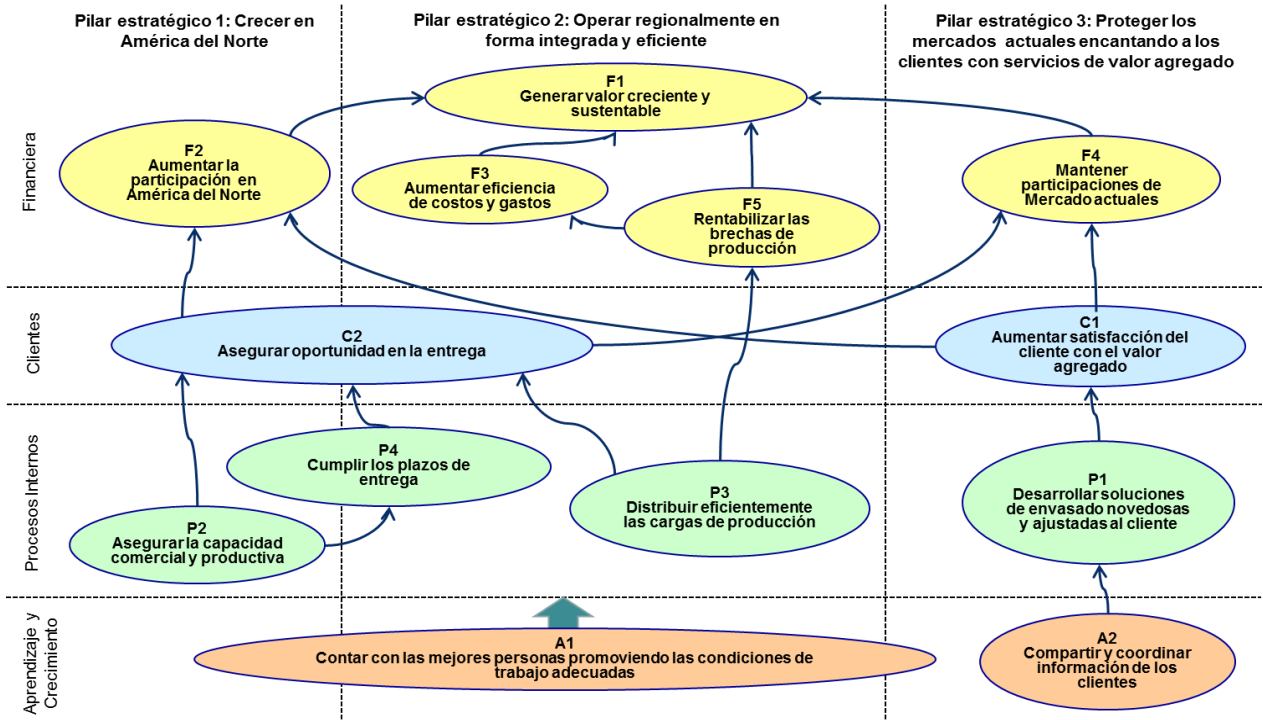 Pilar estratégico 1: Crecer en
América del Norte
Pilar estratégico 2: Operar regionalmente en
forma integrada y eficiente
Pilar estratégico 3: Proteger los
mercados actuales encantando a los
clientes con servicios de valor agregado
Financiera
F1
Generar valor creciente y
sustentable
F2
Aumentar la
participación en
América del Norte
F3
Aumentar eficiencia
de costos y gastos
F5
Rentabilizar las
brechas de
producción
F4
Mantener
participaciones de
Mercado actuales
Clientes
C2
Asegurar oportunidad en la entrega
C1
Aumentar satisfacción del
cliente con el valor
agregado
Procesos Internos
P4
Cumplir los plazos de
entrega
P2
Asegurar la capacidad
comercial y productiva
P3
Distribuir eficientemente
las cargas de producción
P1
Desarrollar soluciones
de envasado novedosas
y ajustadas al cliente
Aprendizaje y
Crecimiento
A1
Contar con las mejores personas promoviendo las condiciones de
trabajo adecuadas
A2
Compartir y coordinar
información de los
clientes